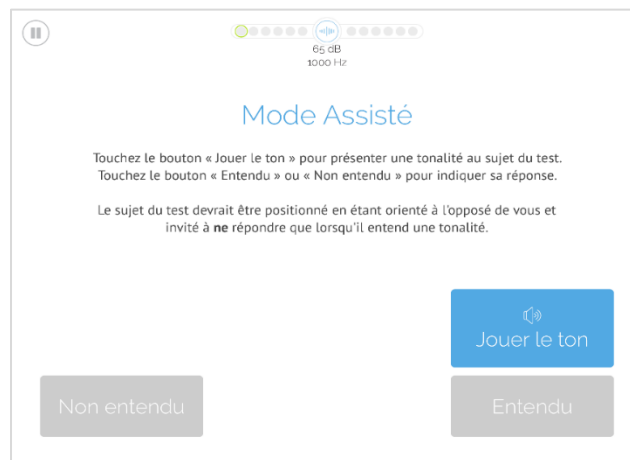 65 dB
1000 Hz
Mode Assisté
Touchez le bouton « Jouer le ton » pour présenter une tonalité au sujet du test.
Touchez le bouton « Entendu » ou « Non entendu » pour indiquer sa réponse.
Le sujet du test devrait être positionné en étant orienté à l'opposé de vous et
invité à ne répondre que lorsqu'il entend une tonalité.
Jouer le ton
Non entendu
Entendu